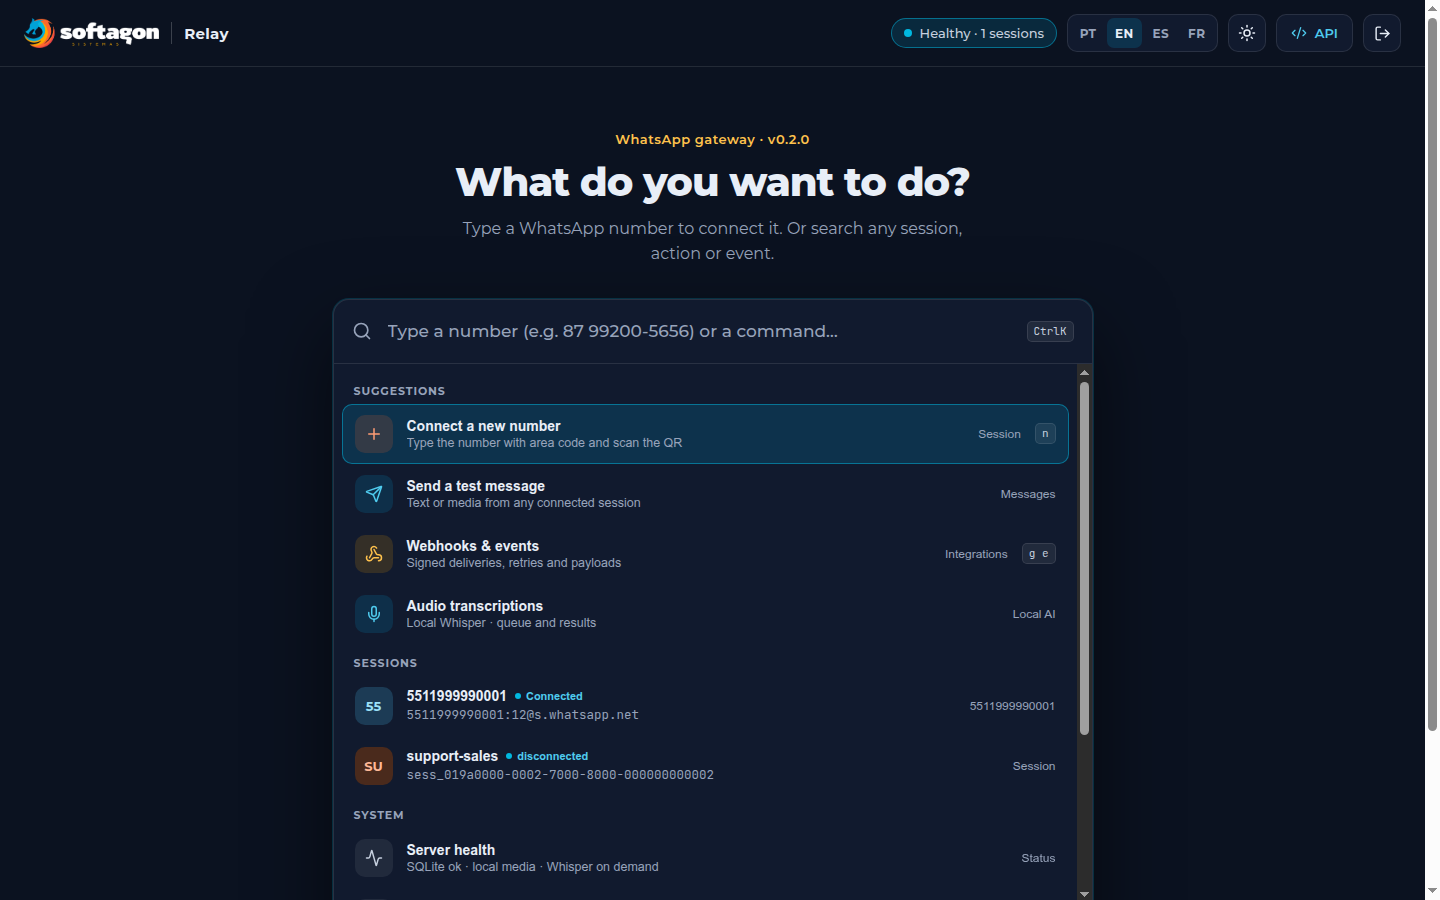 softagon
SISTEMAS
Relay
Healthy · 1 sessions
PT
EN
ES
FR
API
WhatsApp gateway · v0.2.0
What do you want to do?
Type a WhatsApp number to connect it. Or search any session,
action or event.
Type a number (e.g. 87 99200-5656) or a command...
CtrlK
SUGGESTIONS
Connect a new number
Type the number with area code and scan the QR
Session
n
Send a test message
Text or media from any connected session
Messages
Webhooks & events
Signed deliveries, retries and payloads
Integrations
g e
Audio transcriptions
Local Whisper · queue and results
Local AI
SESSIONS
55
5511999990001
Connected
5511999990001:12@s.whatsapp.net
5511999990001
SU
support-sales
disconnected
sess_019a0000-0002-7000-8000-000000000002
Session
SYSTEM
Server health
SQLite ok · local media · Whisper on demand
Status